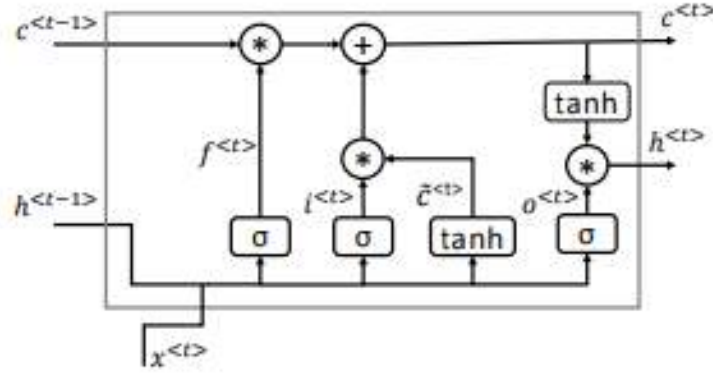 c<t-1> * + c<t>
tanh
f<t> * * h<t>
h<t-1> i<t> c̃<t> o<t>
σ σ tanh σ
x<t>